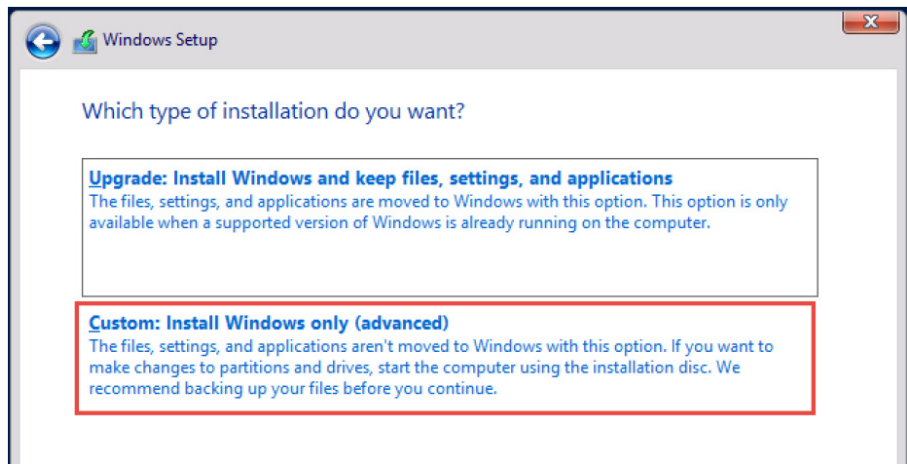 Windows Setup
Which type of installation do you want?
Upgrade: Install Windows and keep files, settings, and applications
The files, settings, and applications are moved to Windows with this option. This option is only
available when a supported version of Windows is already running on the computer.
Custom: Install Windows only (advanced)
The files, settings, and applications aren't moved to Windows with this option. If you want to
make changes to partitions and drives, start the computer using the installation disc. We
recommend backing up your files before you continue.